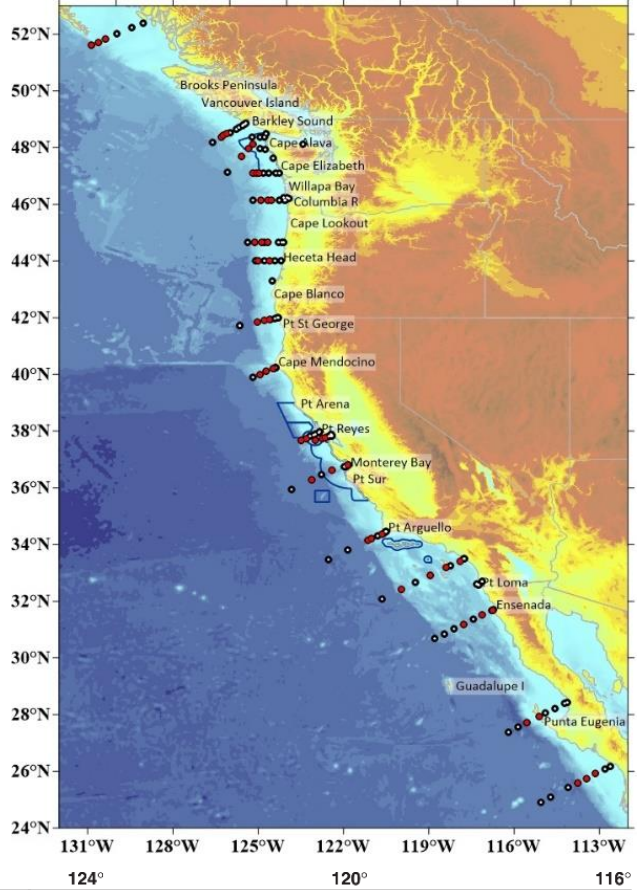 52°N
50°N
Brooks Peninsula
Vancouver Island
Barkley Sound
48°N
Cape Alava
Cape Elizabeth
Willapa Bay
46°N
Columbia R
Cape Lookout
44°N
Heceta Head
Cape Blanco
42°N
Pt St George
Cape Mendocino
40°N
Pt Arena
38°N
Pt Reyes
Monterey Bay
Pt Sur
36°N
Pt Arguello
34°N
Pt Loma
32°N
Ensenada
30°N
Guadalupe I
28°N
Punta Eugenia
26°N
24°N
131°W 128°W 125°W 122°W 119°W 116°W 113°W
124° 120° 116°